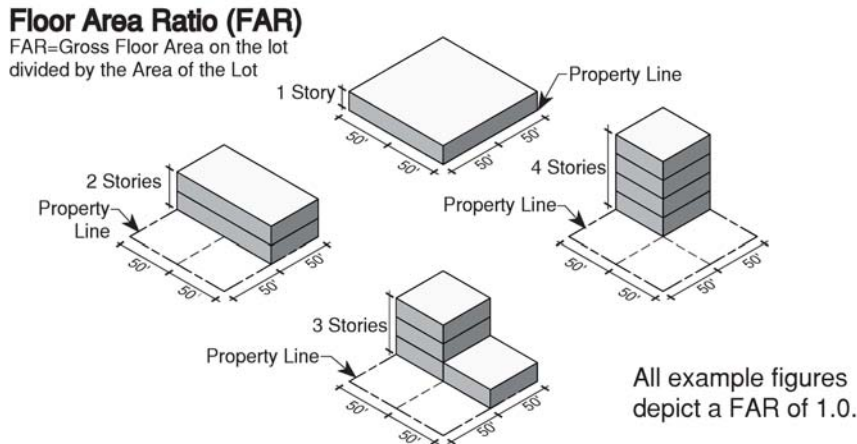 Floor Area Ratio (FAR)
FAR=Gross Floor Area on the lot
divided by the Area of the Lot
1 Story
Property Line
50'
50'
50'
50'
2 Stories
Property
Line
50'
50'
50'
50'
4 Stories
Property Line
50'
50'
50'
50'
3 Stories
Property Line
50'
50'
50'
50'
All example figures
depict a FAR of 1.0.